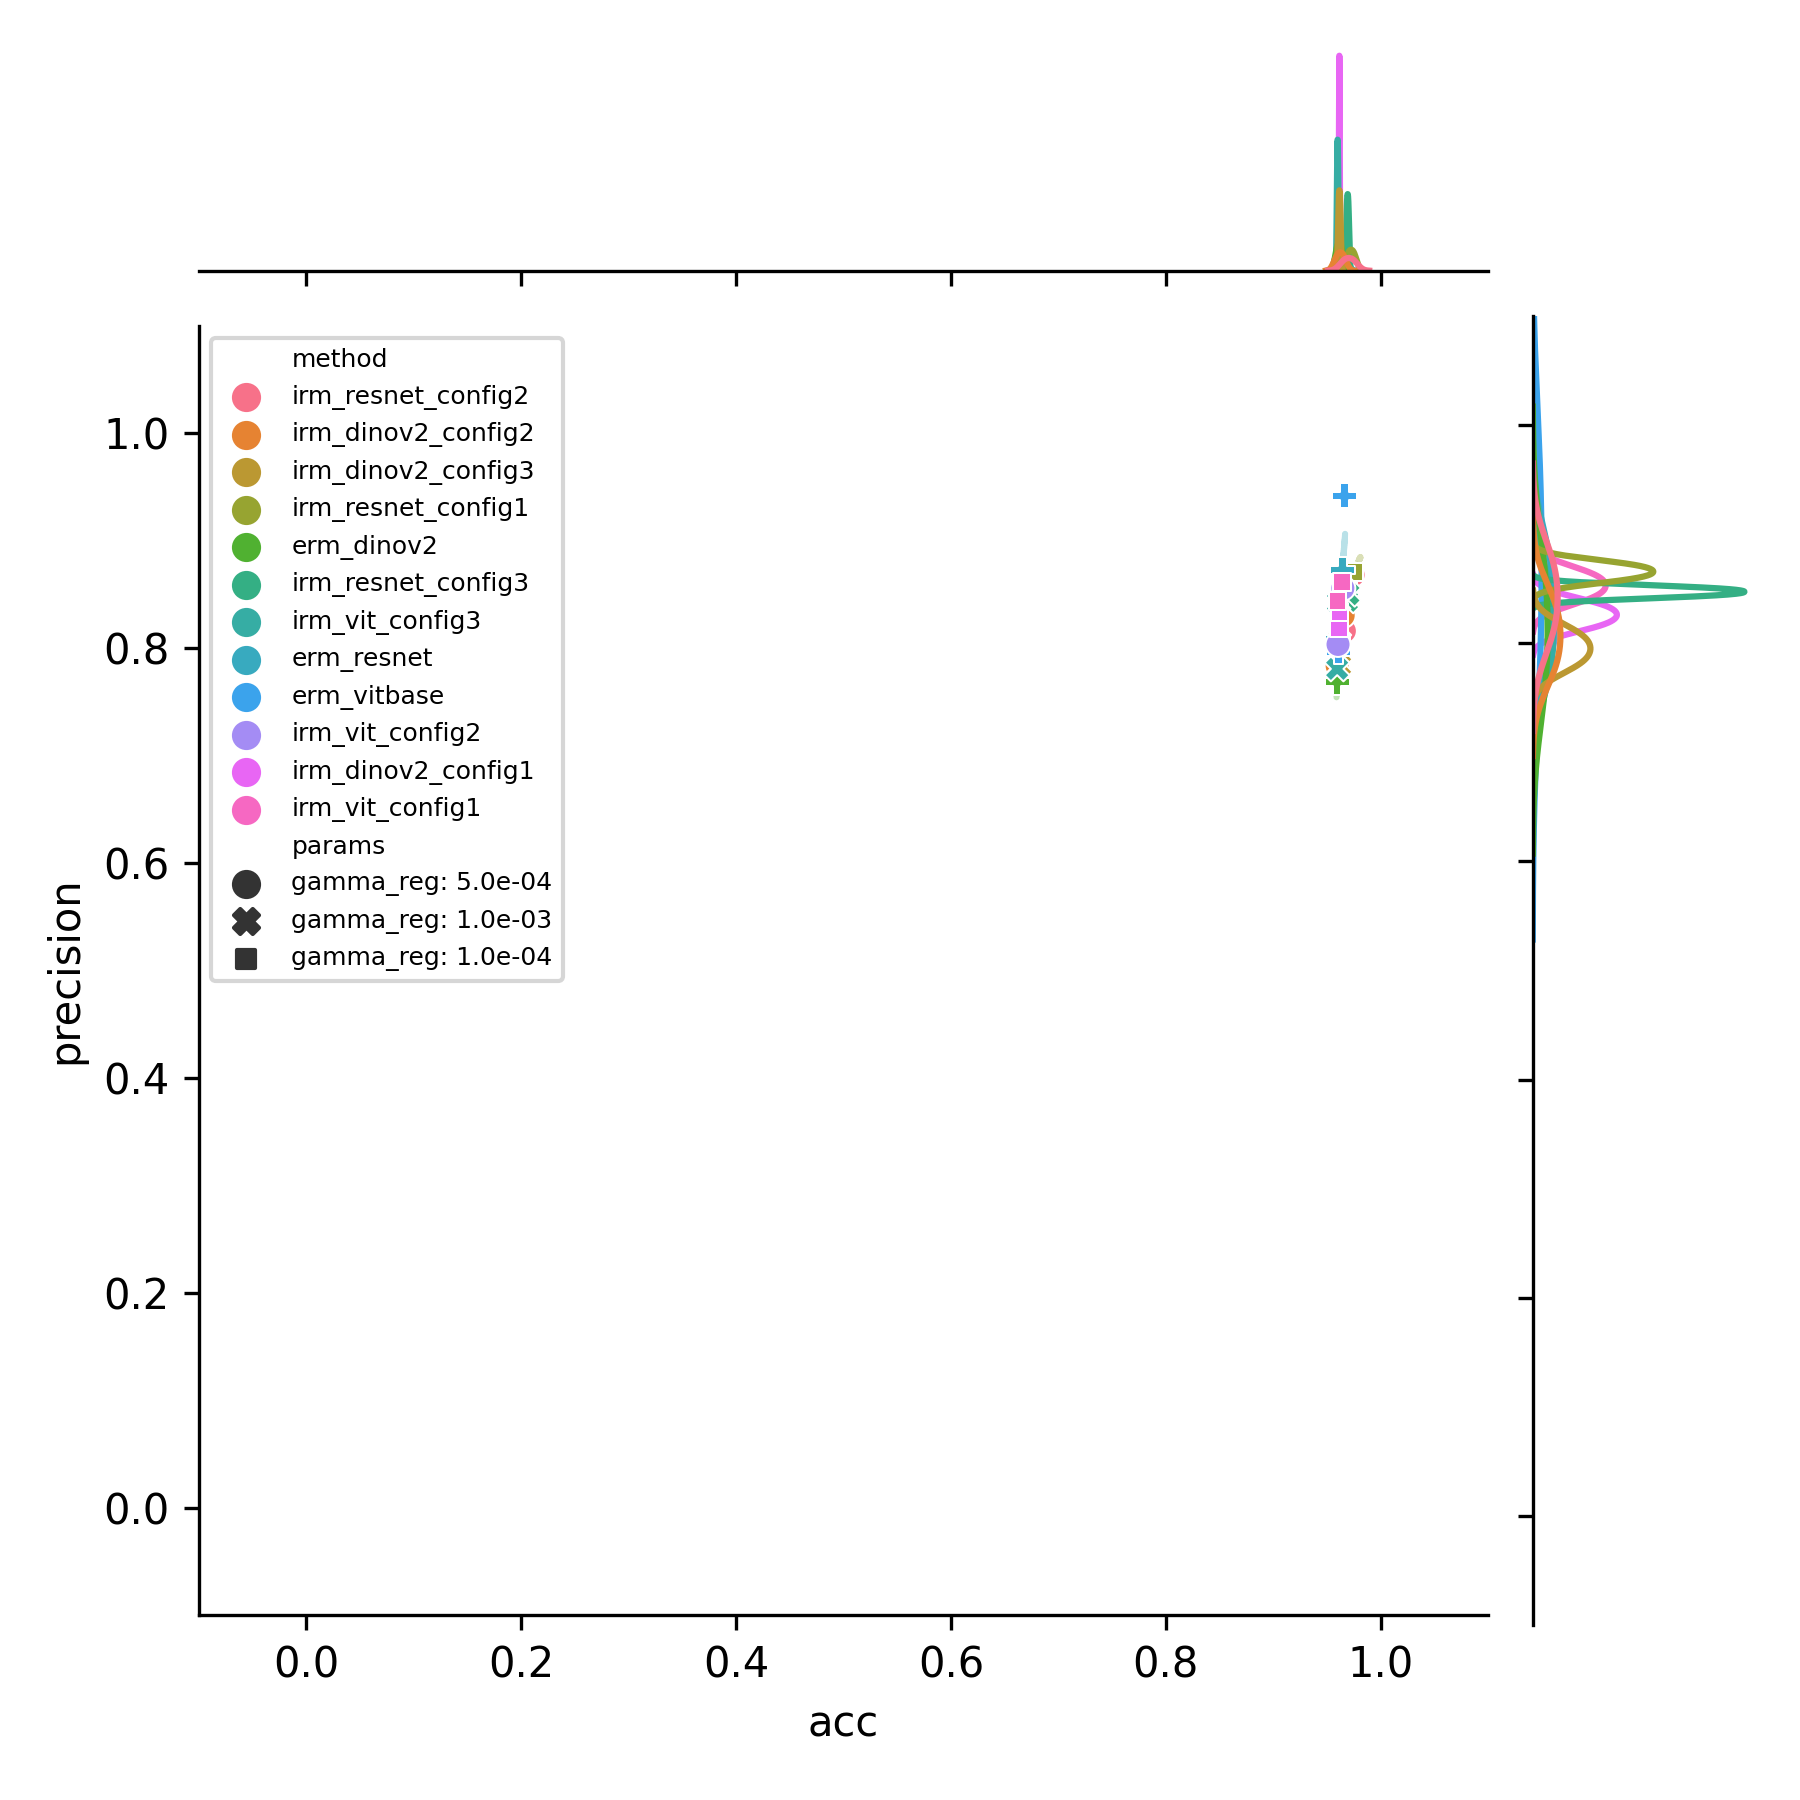 method
irm_resnet_config2
irm_dinov2_config2
irm_dinov2_config3
irm_resnet_config1
erm_dinov2
irm_resnet_config3
irm_vit_config3
erm_resnet
erm_vitbase
irm_vit_config2
irm_dinov2_config1
irm_vit_config1
params
gamma_reg: 5.0e-04
gamma_reg: 1.0e-03
gamma_reg: 1.0e-04
1.0
0.8
0.6
0.4
0.2
0.0
precision
0.0 0.2 0.4 0.6 0.8 1.0
acc